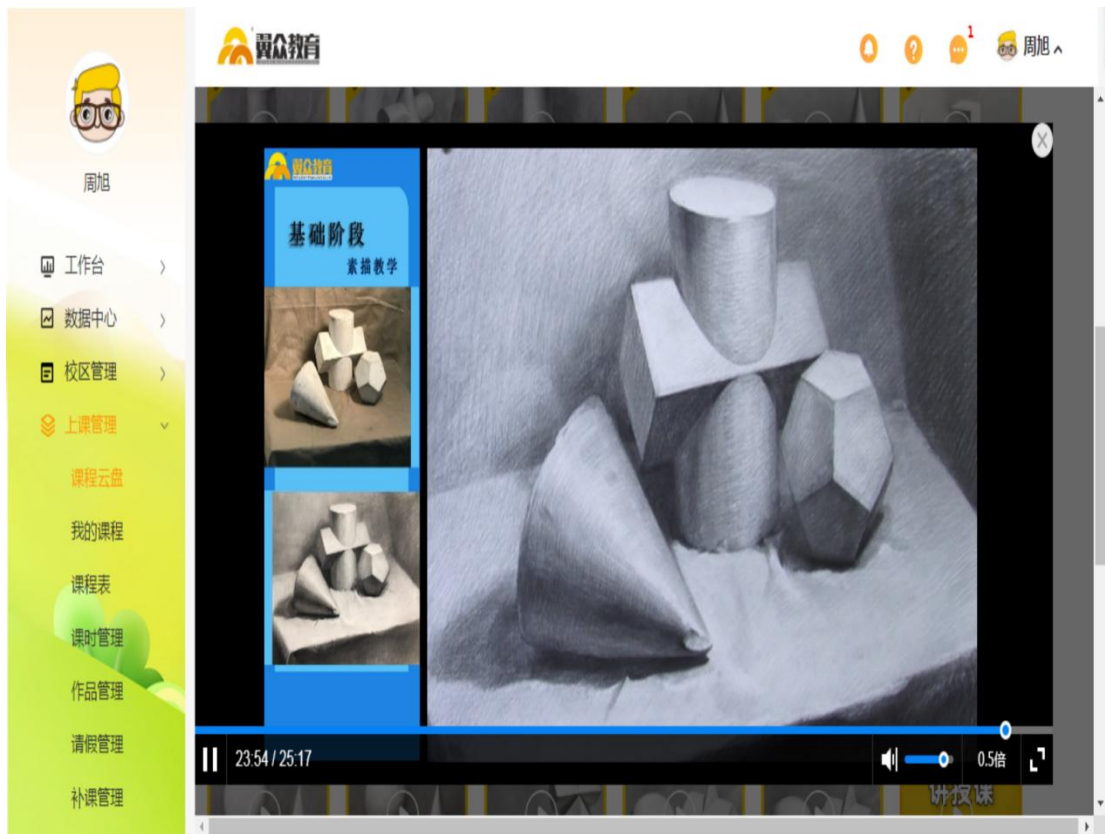 翼众教育
1
周旭
周旭
工作台
数据中心
校区管理
上课管理
课程云盘
我的课程
课程表
课时管理
作品管理
请假管理
补课管理
翼众教育
基础阶段
素描教学
23:54 / 25:17
0.5倍
讲授课